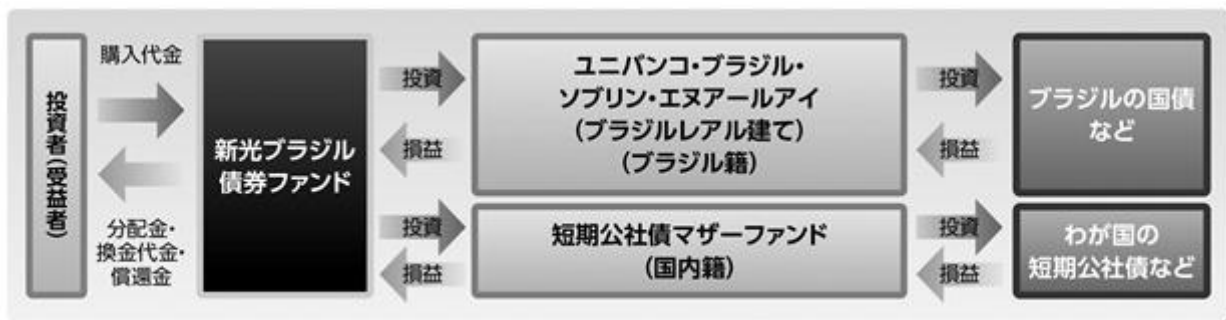 投資者(受益者)
購入代金
分配金・
換金代金・
償還金
新光ブラジル
債券ファンド
投資
損益
投資
損益
ユニバンコ・ブラジル・
ソブリン・エヌアールアイ
(ブラジルレアル建て)
(ブラジル籍)
短期公社債マザーファンド
(国内籍)
投資
損益
投資
損益
ブラジルの国債
など
わが国の
短期公社債など